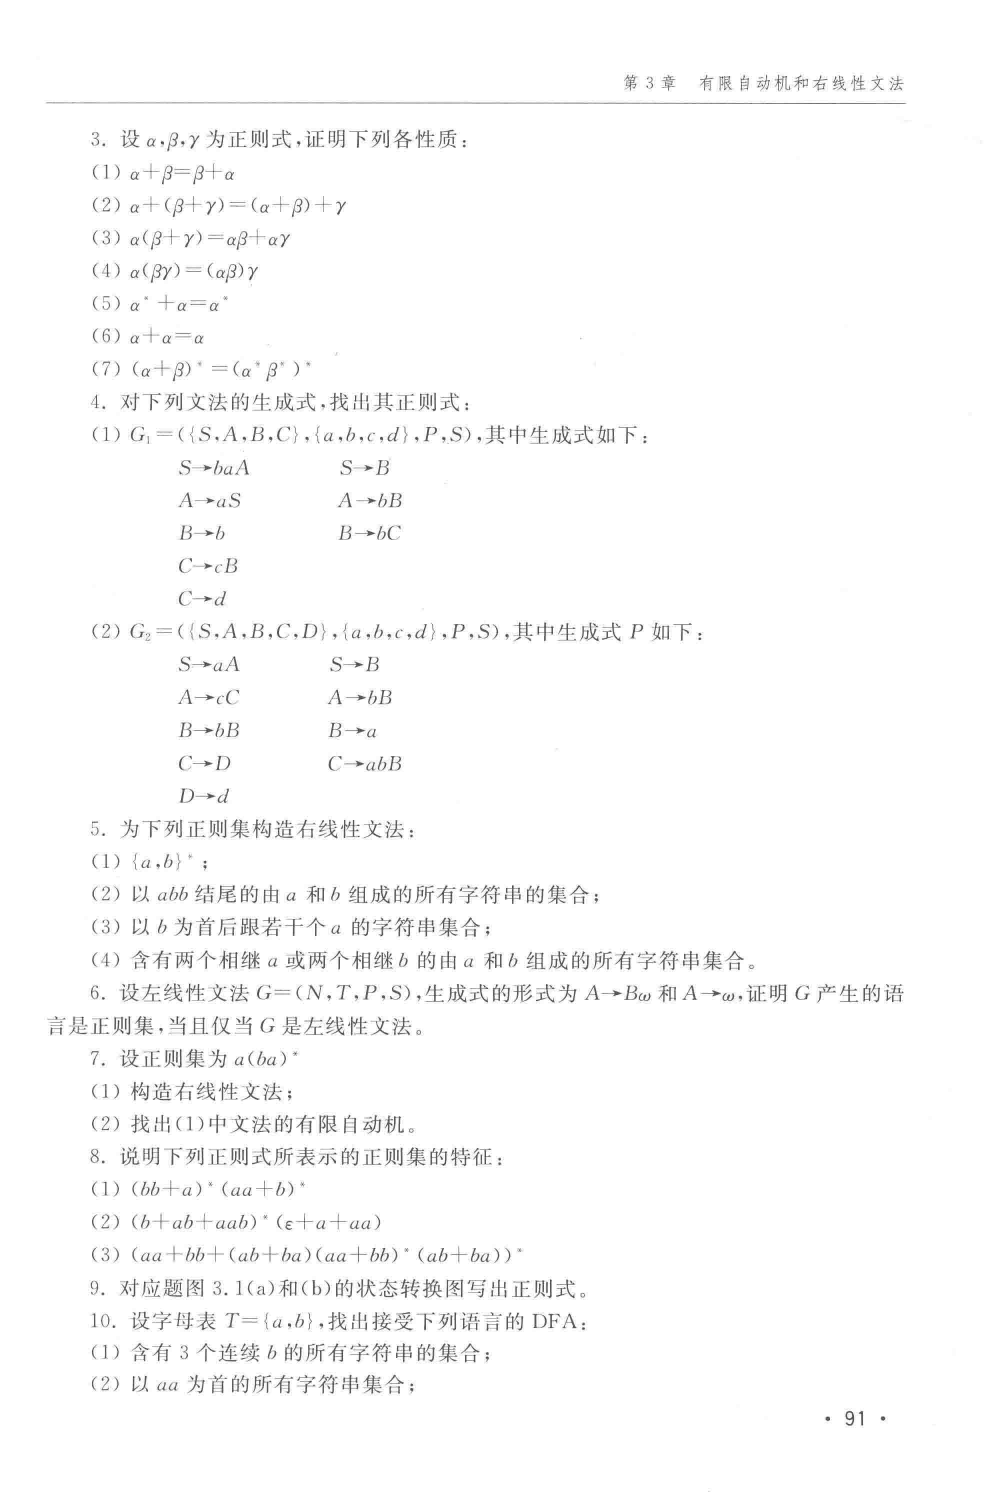 第3章 有限自动机和右线性文法
3. 设 α,β,γ 为正则式,证明下列各性质:
(1) α+β=β+α
(2) α+(β+γ)=(α+β)+γ
(3) α(β+γ)=αβ+αγ
(4) α(βγ)=(αβ)γ
(5) α* +α=α*
(6) α+α=α
(7) (α+β)* =(α*β*)*
4. 对下列文法的生成式,找出其正则式:
(1) G₁=({S,A,B,C},{a,b,c,d},P,S),其中生成式如下:
S→baA S→B
A→aS A→bB
B→b B→bC
C→cB
C→d
(2) G₂=({S,A,B,C,D},{a,b,c,d},P,S),其中生成式 P 如下:
S→aA S→B
A→cC A→bB
B→bB B→a
C→D C→abB
D→d
5. 为下列正则集构造右线性文法:
(1) {a,b}*;
(2) 以 abb 结尾的由 a 和 b 组成的所有字符串的集合;
(3) 以 b 为首后跟若干个 a 的字符串集合;
(4) 含有两个相继 a 或两个相继 b 的由 a 和 b 组成的所有字符串集合。
6. 设左线性文法 G=(N,T,P,S),生成式的形式为 A→Bω 和 A→ω,证明 G 产生的语
言是正则集,当且仅当 G 是左线性文法。
7. 设正则集为 a(ba)*
(1) 构造右线性文法;
(2) 找出(1)中文法的有限自动机。
8. 说明下列正则式所表示的正则集的特征:
(1) (bb+a)*(aa+b)*
(2) (b+ab+aab)*(ε+a+aa)
(3) (aa+bb+(ab+ba)(aa+bb)*(ab+ba))*
9. 对应题图 3.1(a)和(b)的状态转换图写出正则式。
10. 设字母表 T={a,b},找出接受下列语言的 DFA:
(1) 含有 3 个连续 b 的所有字符串的集合;
(2) 以 aa 为首的所有字符串集合;
• 91 •